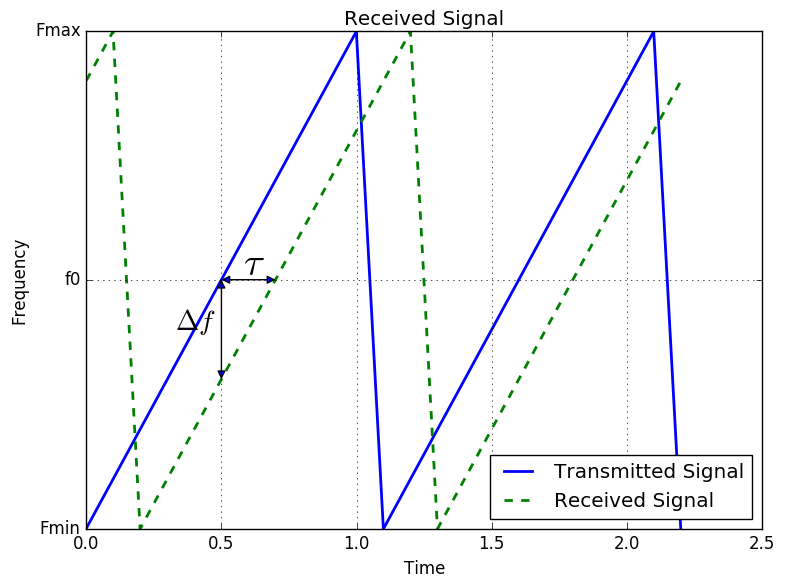 Received Signal
Fmax
f0
Fmin
Frequency
τ
Δf
0.0 0.5 1.0 1.5 2.0 2.5
Time
Transmitted Signal
Received Signal